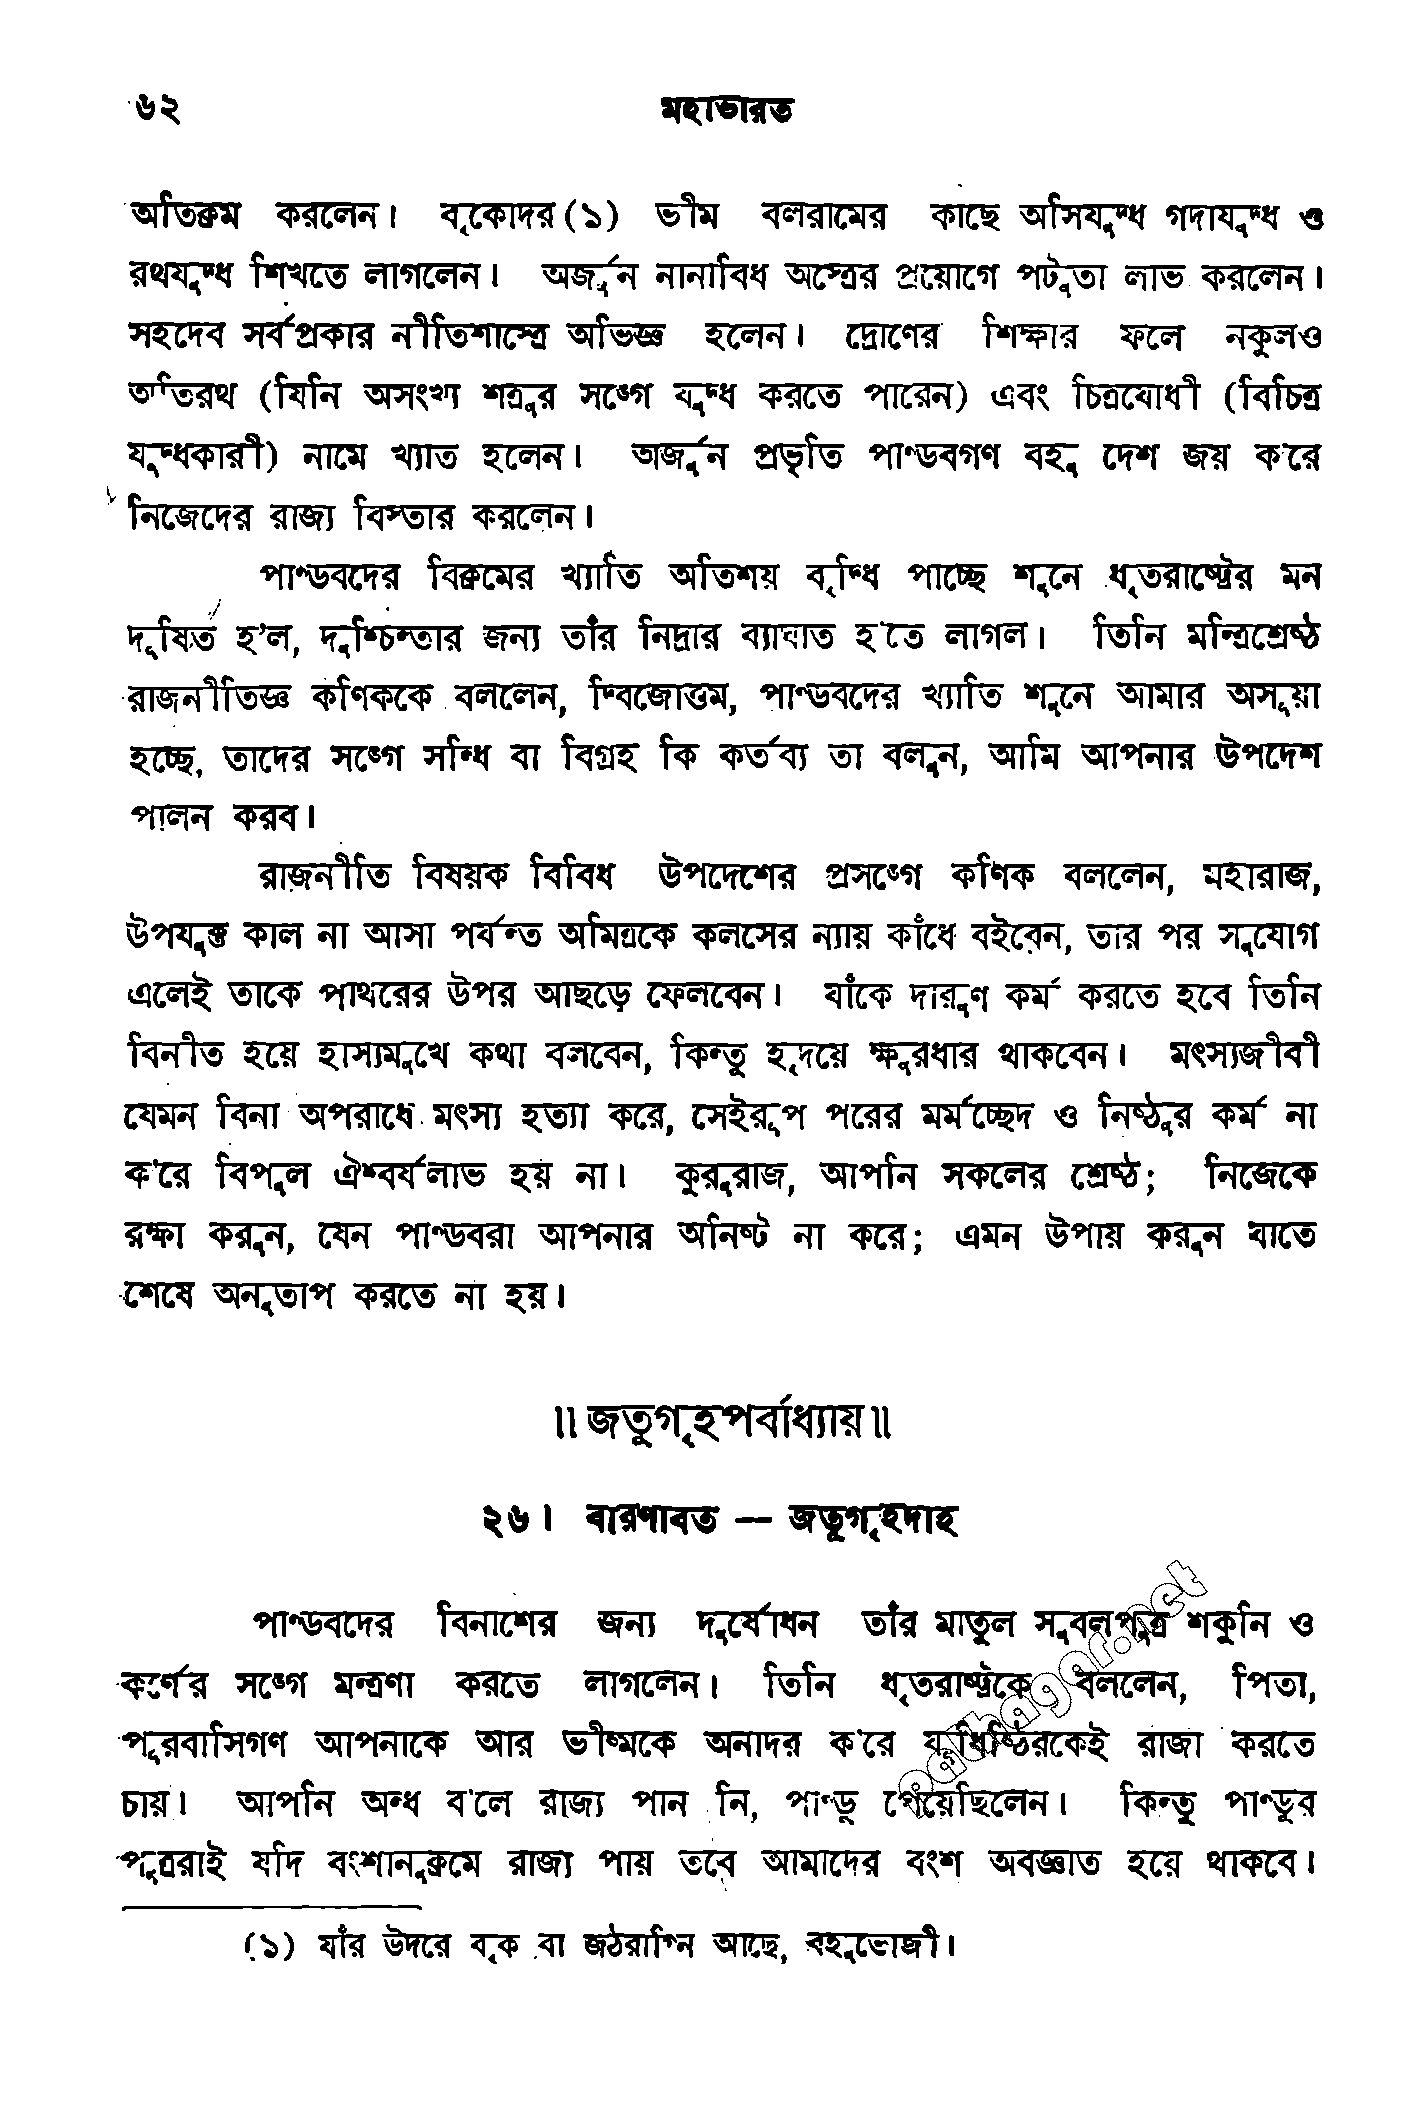 ৬২ মহাভারত
অতিক্রম করলেন। বৃকোদর(১) ভীম বলরামের কাছে অসিযুদ্ধ গদাযুদ্ধ ও
রথযুদ্ধ শিখতে লাগলেন। অর্জুন নানাবিধ অস্ত্রের প্রয়োগে পটুতা লাভ করলেন।
সহদেব সর্বপ্রকার নীতিশাস্ত্রে অভিজ্ঞ হলেন। দ্রোণের শিক্ষার ফলে নকুলও
অতিরথ (যিনি অসংখ্য শত্রুর সঙ্গে যুদ্ধ করতে পারেন) এবং চিত্রযোধী (বিচিত্র
যুদ্ধকারী) নামে খ্যাত হলেন। অর্জুন প্রভৃতি পাণ্ডবগণ বহু দেশ জয় ক'রে
নিজেদের রাজ্য বিস্তার করলেন।
পাণ্ডবদের বিক্রমের খ্যাতি অতিশয় বৃদ্ধি পাচ্ছে শুনে ধৃতরাষ্ট্রের মন
দূষিত হ'ল, দুশ্চিন্তার জন্য তাঁর নিদ্রার ব্যাঘাত হ'তে লাগল। তিনি মন্ত্রিশ্রেষ্ঠ
রাজনীতিজ্ঞ কণিককে বললেন, দ্বিজোত্তম, পাণ্ডবদের খ্যাতি শুনে আমার অসূয়া
হচ্ছে, তাদের সঙ্গে সন্ধি বা বিগ্রহ কি কর্তব্য তা বলুন, আমি আপনার উপদেশ
পালন করব।
রাজনীতি বিষয়ক বিবিধ উপদেশের প্রসঙ্গে কণিক বললেন, মহারাজ,
উপযুক্ত কাল না আসা পর্যন্ত অমিত্রকে কলসের ন্যায় কাঁধে বইবেন, তার পর সুযোগ
এলেই তাকে পাথরের উপর আছড়ে ফেলবেন। যাঁকে দারুণ কর্ম করতে হবে তিনি
বিনীত হয়ে হাস্যমুখে কথা বলবেন, কিন্তু হৃদয়ে ক্ষুরধার থাকবেন। মৎস্যজীবী
যেমন বিনা অপরাধে মৎস্য হত্যা করে, সেইরূপ পরের মর্মচ্ছেদ ও নিষ্ঠুর কর্ম না
ক'রে বিপুল ঐশ্বর্যলাভ হয় না। কুরুরাজ, আপনি সকলের শ্রেষ্ঠ; নিজেকে
রক্ষা করুন, যেন পাণ্ডবরা আপনার অনিষ্ট না করে; এমন উপায় করুন যাতে
শেষে অনুতাপ করতে না হয়।
॥ জতুগৃহপর্বাধ্যায়॥
২৬। বারণাবত — জতুগৃহদাহ
পাণ্ডবদের বিনাশের জন্য দুর্যোধন তাঁর মাতুল সুবলপুত্র শকুনি ও
কর্ণের সঙ্গে মন্ত্রণা করতে লাগলেন। তিনি ধৃতরাষ্ট্রকে বললেন, পিতা,
পুরবাসিগণ আপনাকে আর ভীষ্মকে অনাদর ক'রে যুধিষ্ঠিরকেই রাজা করতে
চায়। আপনি অন্ধ ব'লে রাজ্য পান নি, পাণ্ডু পেয়েছিলেন। কিন্তু পাণ্ডুর
পুত্ররাই যদি বংশানুক্রমে রাজ্য পায় তবে আমাদের বংশ অবজ্ঞাত হয়ে থাকবে।
(১) যাঁর উদরে বৃক বা জঠরাগ্নি আছে, বহুভোজী।
pathagar.net